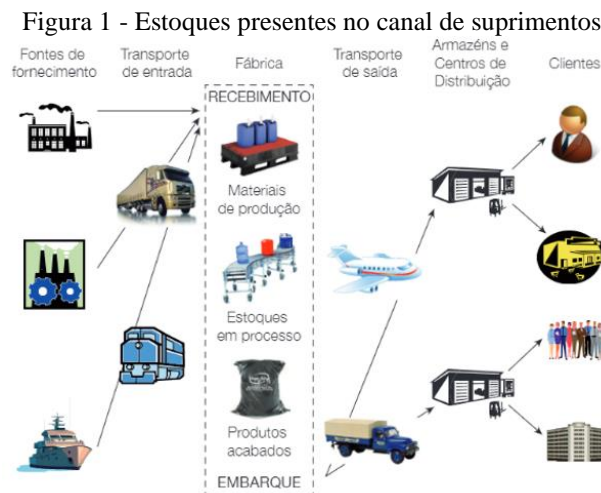 Figura 1 - Estoques presentes no canal de suprimentos
Fontes de
fornecimento
Transporte
de entrada
Fábrica
Transporte
de saída
Armazéns e
Centros de
Distribuição
Clientes
RECEBIMENTO
Materiais
de produção
Estoques
em processo
Produtos
acabados
EMBARQUE